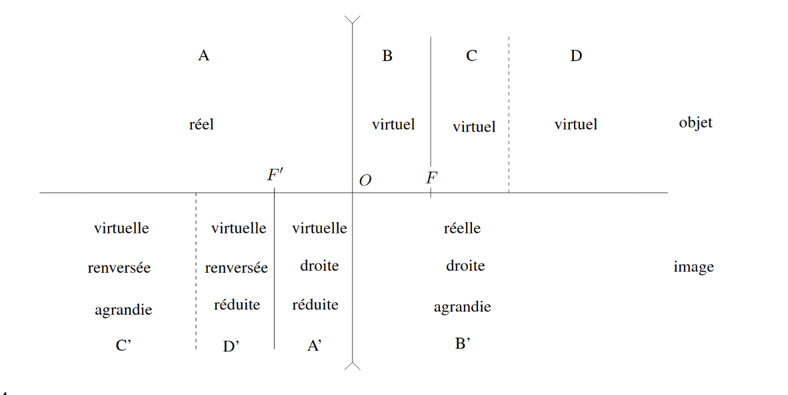 A B C D
réel virtuel virtuel virtuel objet
F′ O F
virtuelle virtuelle virtuelle réelle
renversée renversée droite droite image
agrandie réduite réduite agrandie
C’ D’ A’ B’